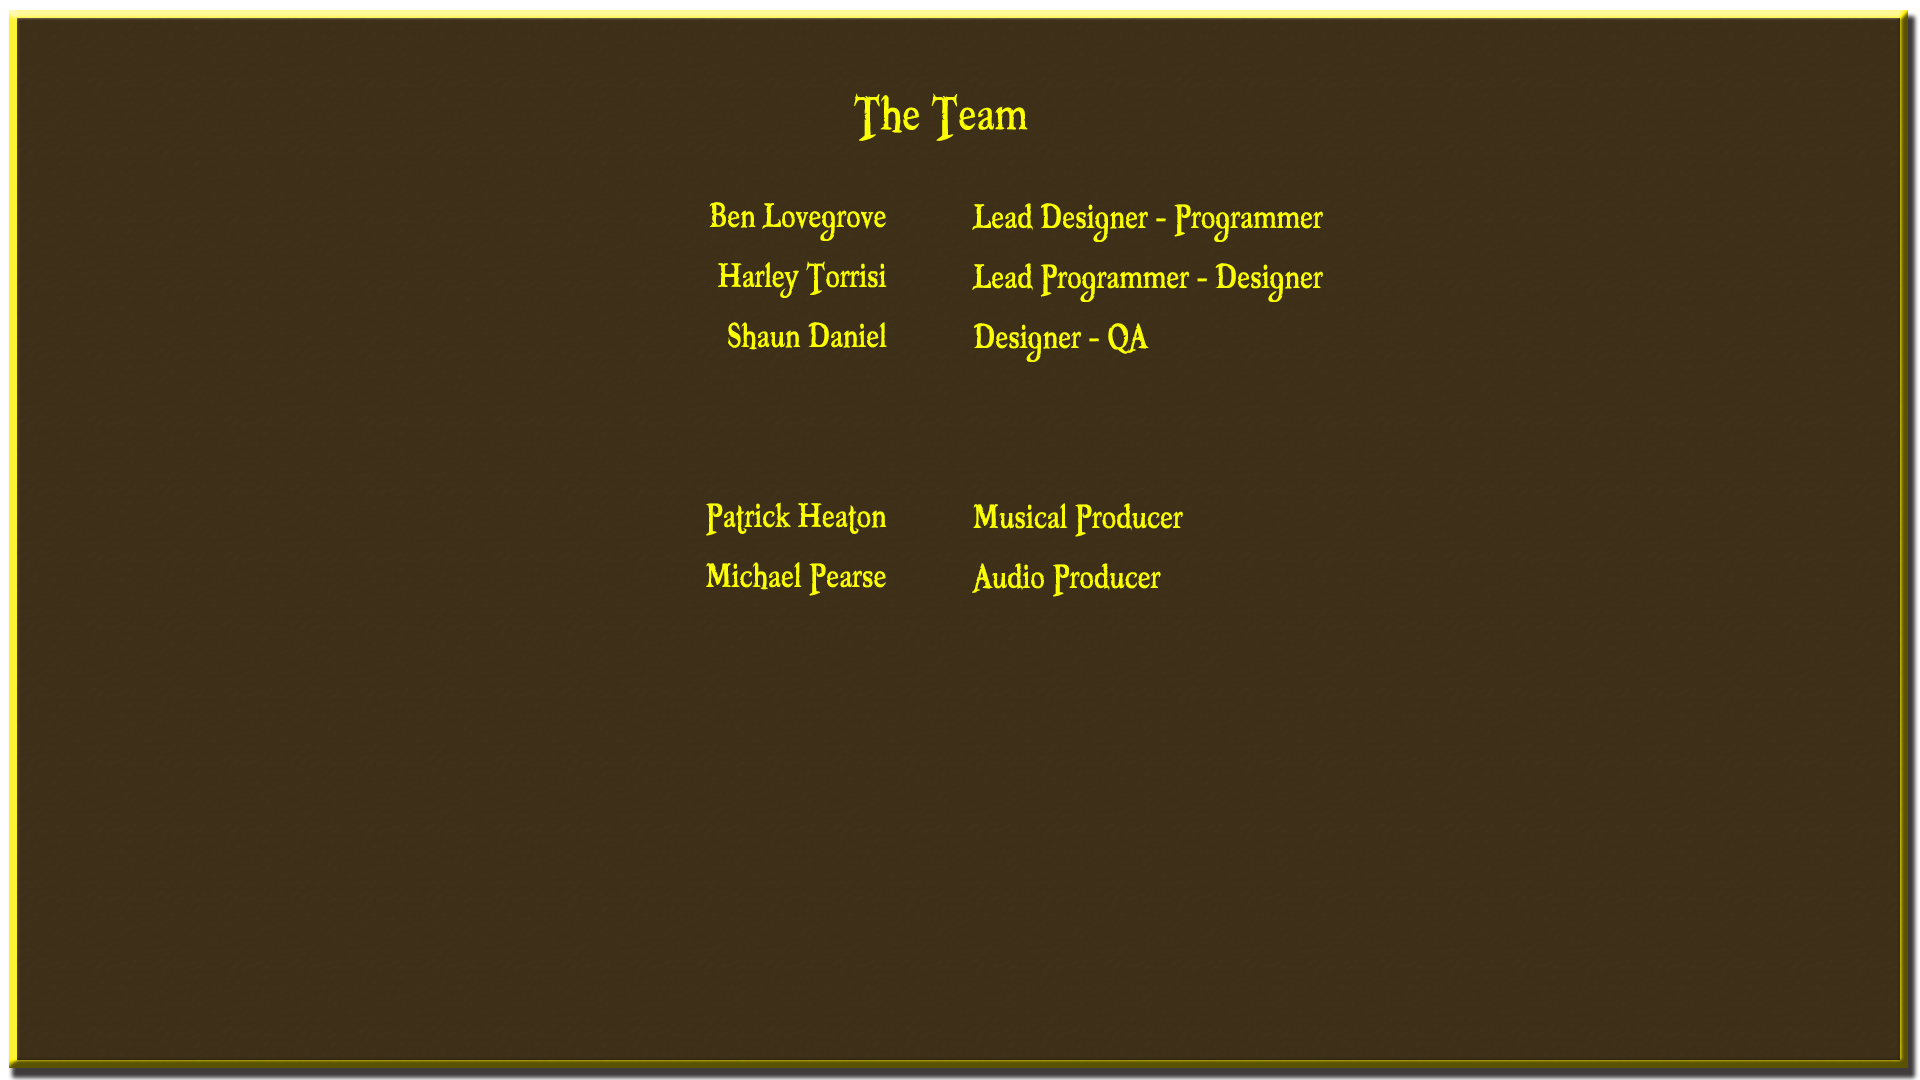 The Team
Ben Lovegrove Lead Designer - Programmer
Harley Torrisi Lead Programmer - Designer
Shaun Daniel Designer - QA
Patrick Heaton Musical Producer
Michael Pearse Audio Producer